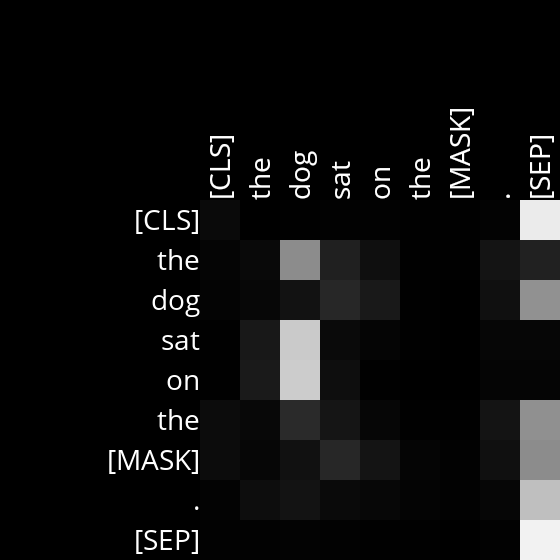 [CLS] the dog sat on the [MASK] . [SEP]
[CLS]
the
dog
sat
on
the
[MASK]
.
[SEP]